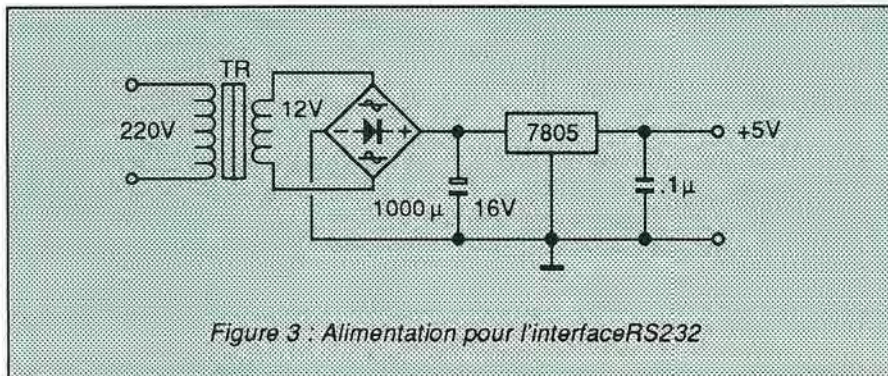 TR
220V
12V
- +
7805
+5V
1000 µ
16V
.1µ
Figure 3 : Alimentation pour l'interfaceRS232